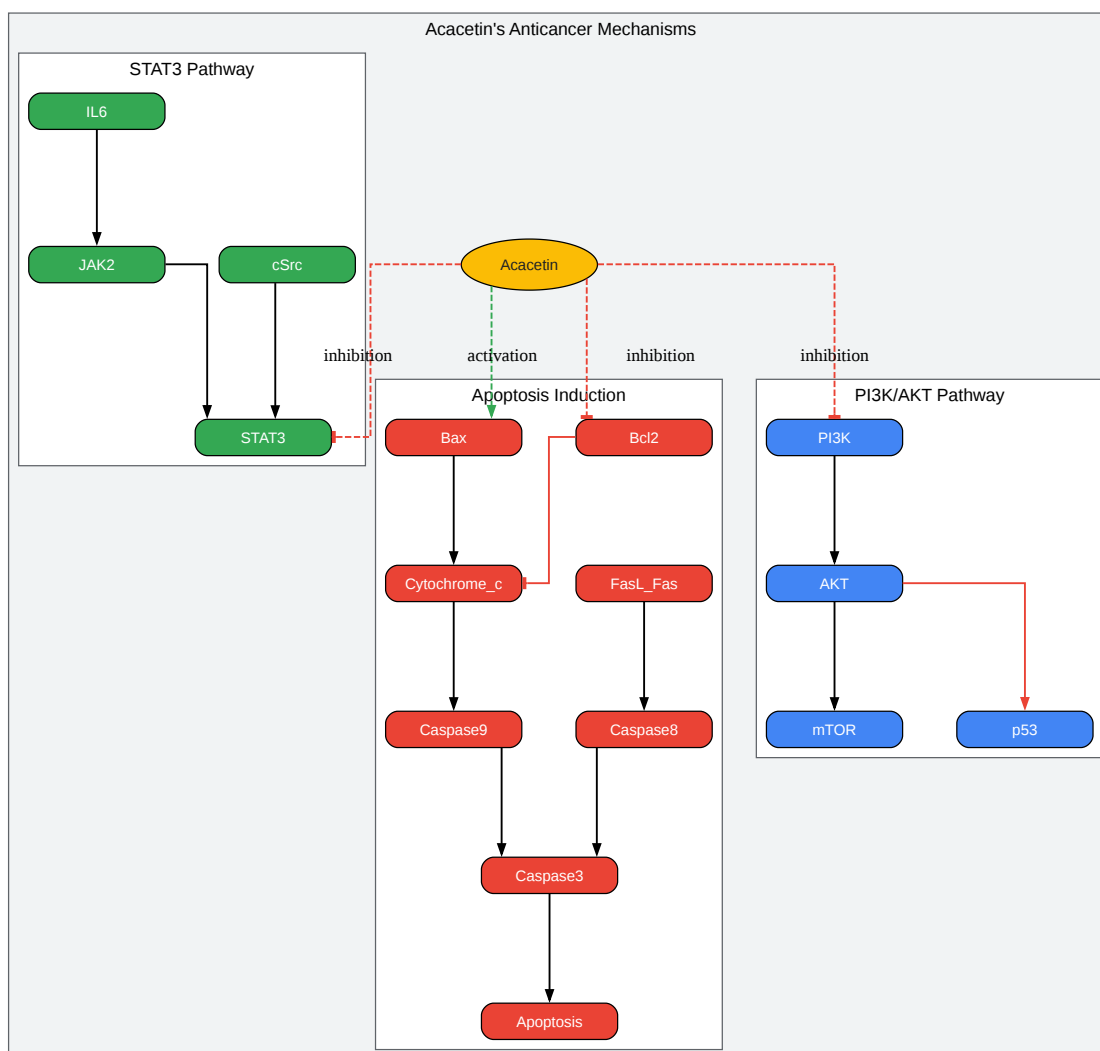 Acacetin's Anticancer Mechanisms
STAT3 Pathway
IL6
JAK2
cSrc
Acacetin
inhibition
activation
inhibition
inhibition
Apoptosis Induction
PI3K/AKT Pathway
STAT3
Bax
Bcl2
PI3K
Cytochrome_c
FasL_Fas
AKT
Caspase9
Caspase8
mTOR
p53
Caspase3
Apoptosis